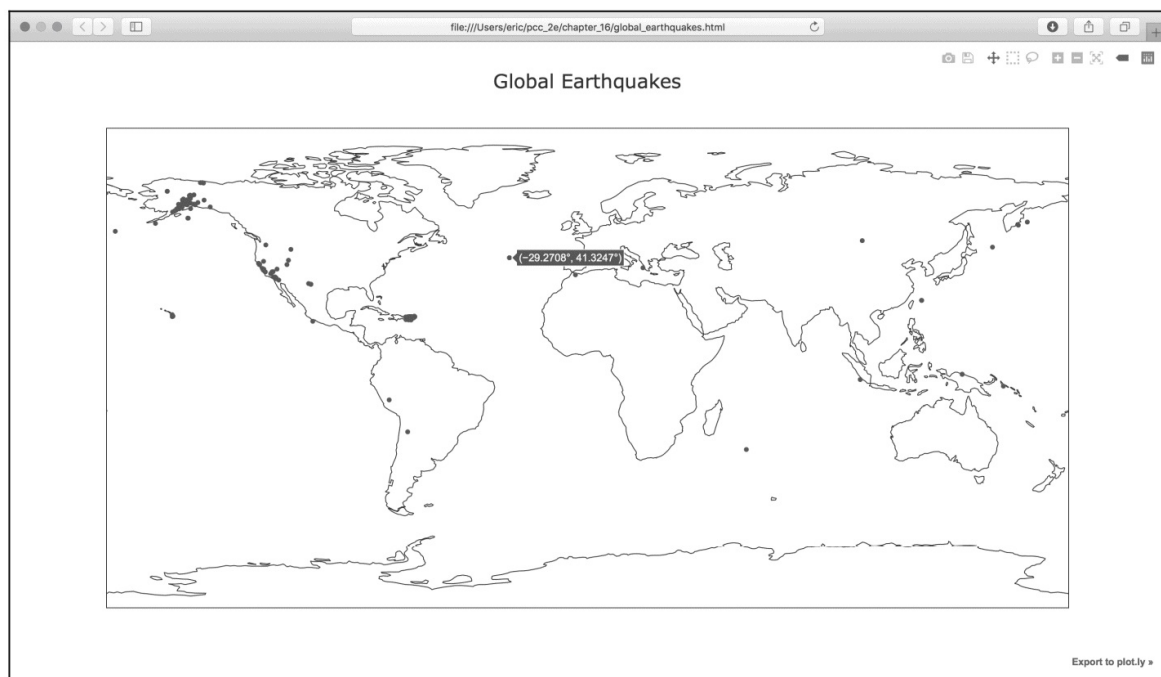 file:///Users/eric/pcc_2e/chapter_16/global_earthquakes.html
Global Earthquakes
(−29.2708°, 41.3247°)
Export to plot.ly »